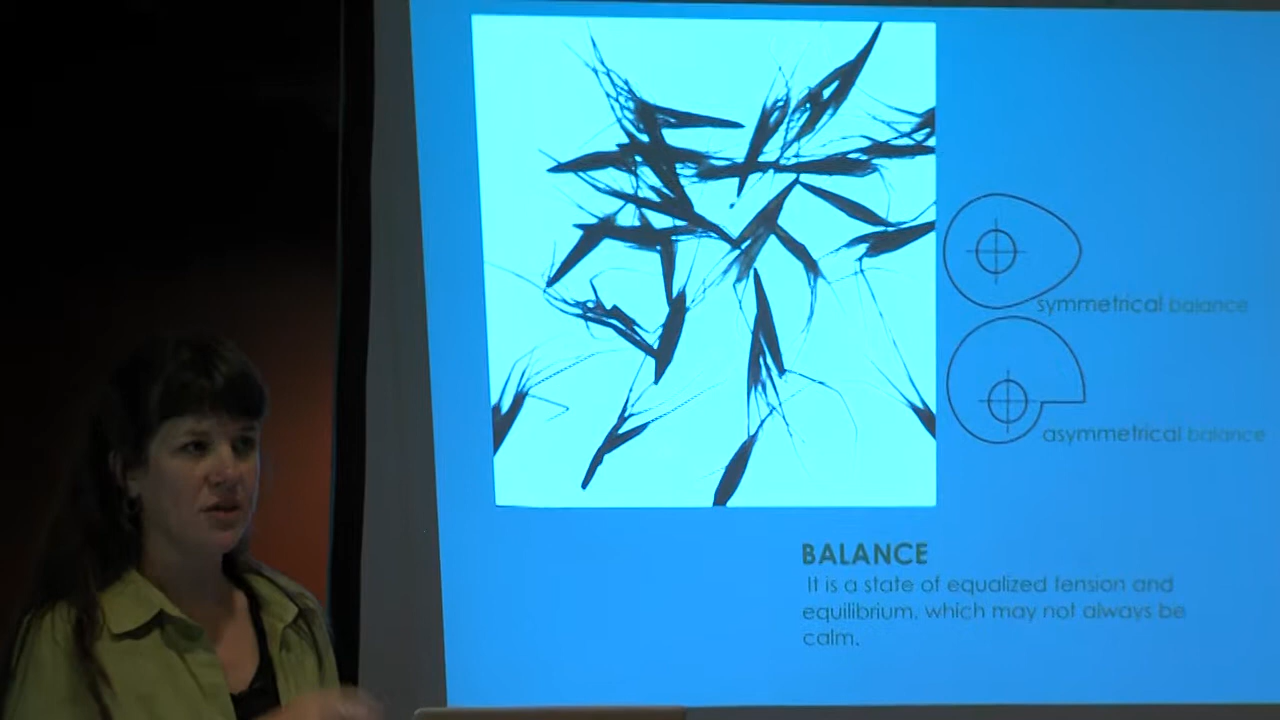 symmetrical balance
asymmetrical balance
BALANCE
It is a state of equalized tension and
equilibrium, which may not always be
calm.